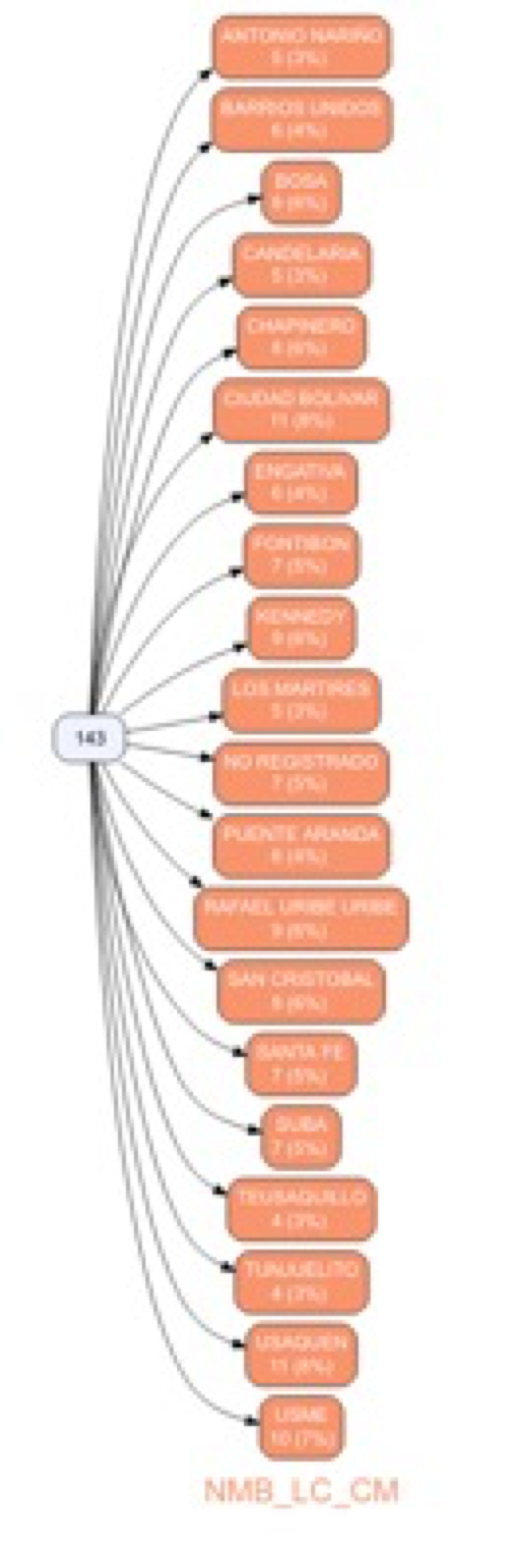 ANTONIO NARIÑO
5 (3%)
BARRIOS UNIDOS
6 (4%)
BOSA
8 (6%)
CANDELARIA
5 (3%)
CHAPINERO
8 (6%)
CIUDAD BOLIVAR
11 (8%)
ENGATIVA
6 (4%)
FONTIBON
7 (5%)
KENNEDY
9 (6%)
LOS MARTIRES
5 (3%)
143
NO REGISTRADO
7 (5%)
PUENTE ARANDA
6 (4%)
RAFAEL URIBE URIBE
9 (6%)
SAN CRISTOBAL
8 (6%)
SANTA FE
7 (5%)
SUBA
7 (5%)
TEUSAQUILLO
4 (3%)
TUNJUELITO
4 (3%)
USAQUEN
11 (8%)
USME
10 (7%)
NMB_LC_CM